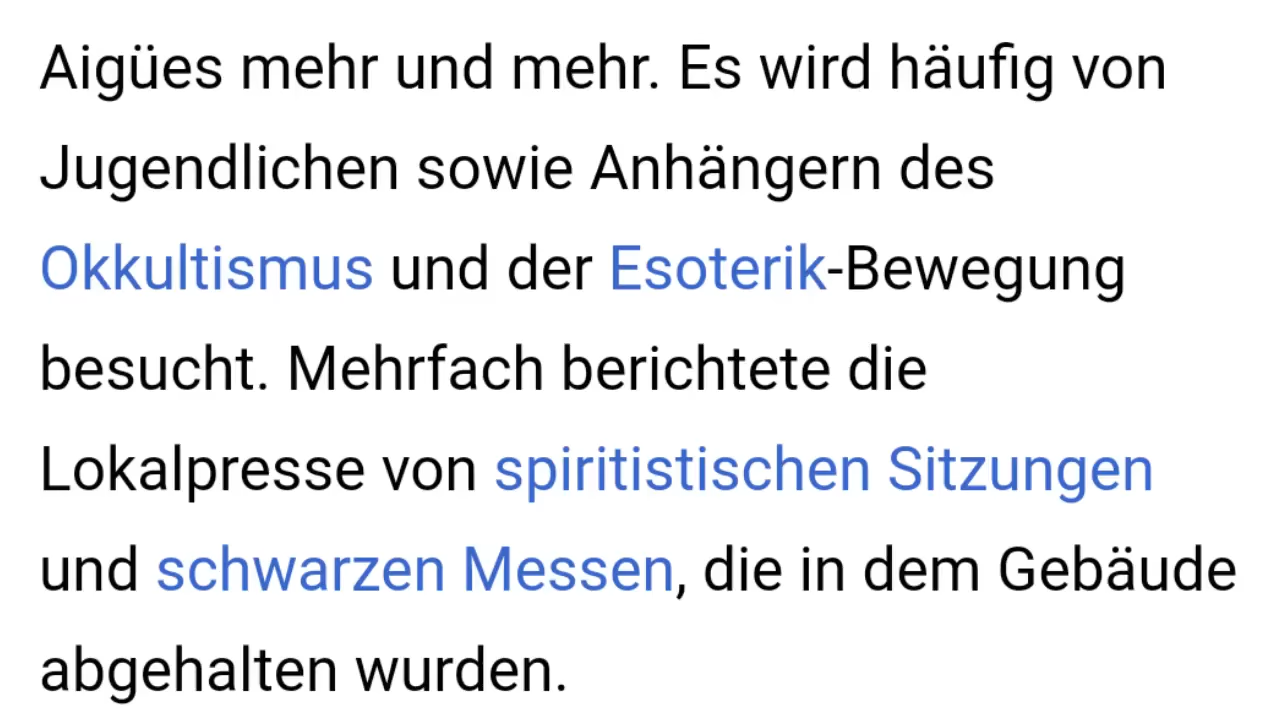 Aigües mehr und mehr. Es wird häufig von
Jugendlichen sowie Anhängern des
Okkultismus und der Esoterik-Bewegung
besucht. Mehrfach berichtete die
Lokalpresse von spiritistischen Sitzungen
und schwarzen Messen, die in dem Gebäude
abgehalten wurden.